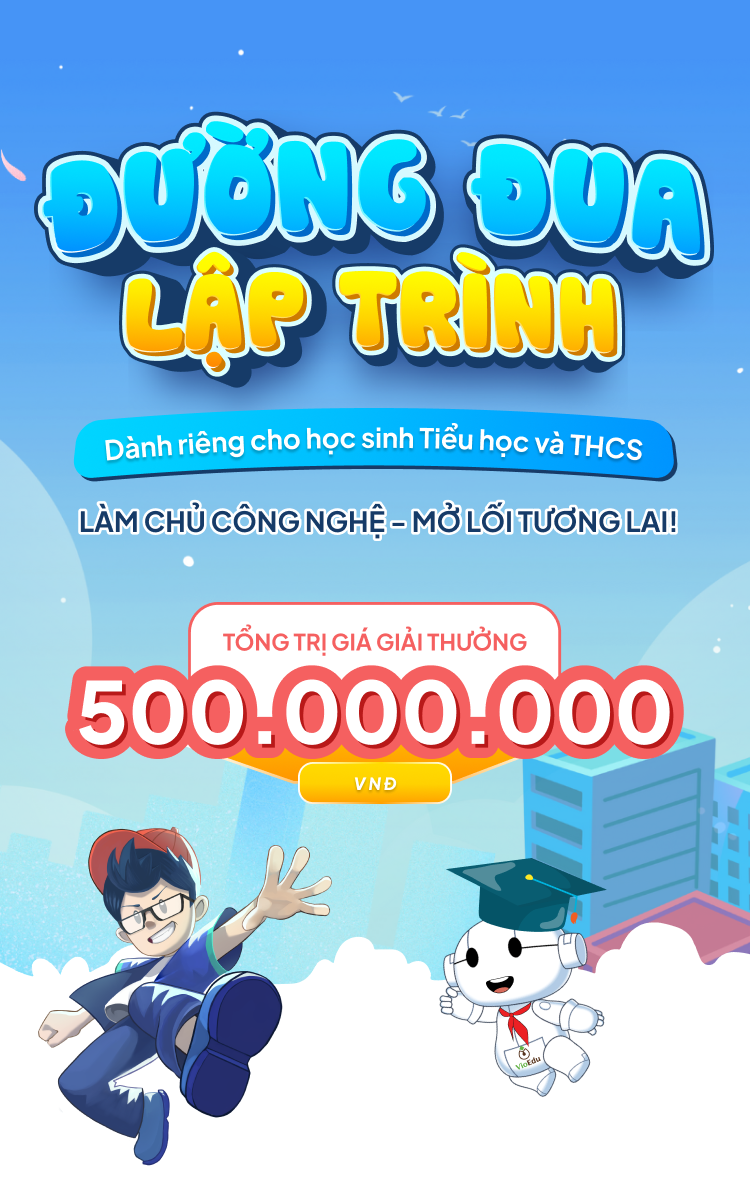 ĐƯỜNG ĐUA
LẬP TRÌNH
Dành riêng cho học sinh Tiểu học và THCS
LÀM CHỦ CÔNG NGHỆ – MỞ LỐI TƯƠNG LAI!
TỔNG TRỊ GIÁ GIẢI THƯỞNG
500.000.000
VNĐ
VioEdu